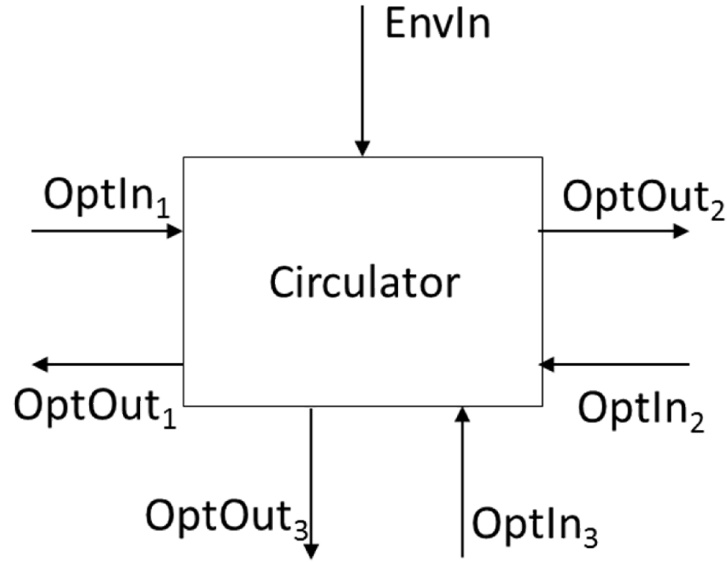 EnvIn
OptIn₁
OptOut₂
Circulator
OptOut₁
OptIn₂
OptOut₃
OptIn₃